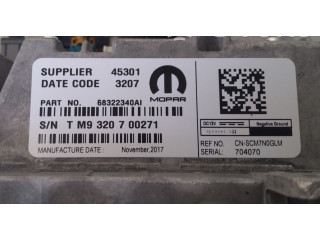 SUPPLIER 45301
DATE CODE 3207
MOPAR
PART NO. 68322340AI
S/N T M9 320 7 00271
MANUFACTURE DATE: November.2017
DC12V Negative Ground
REF NO. CN-SCM7N0GLM
SERIAL: 704070